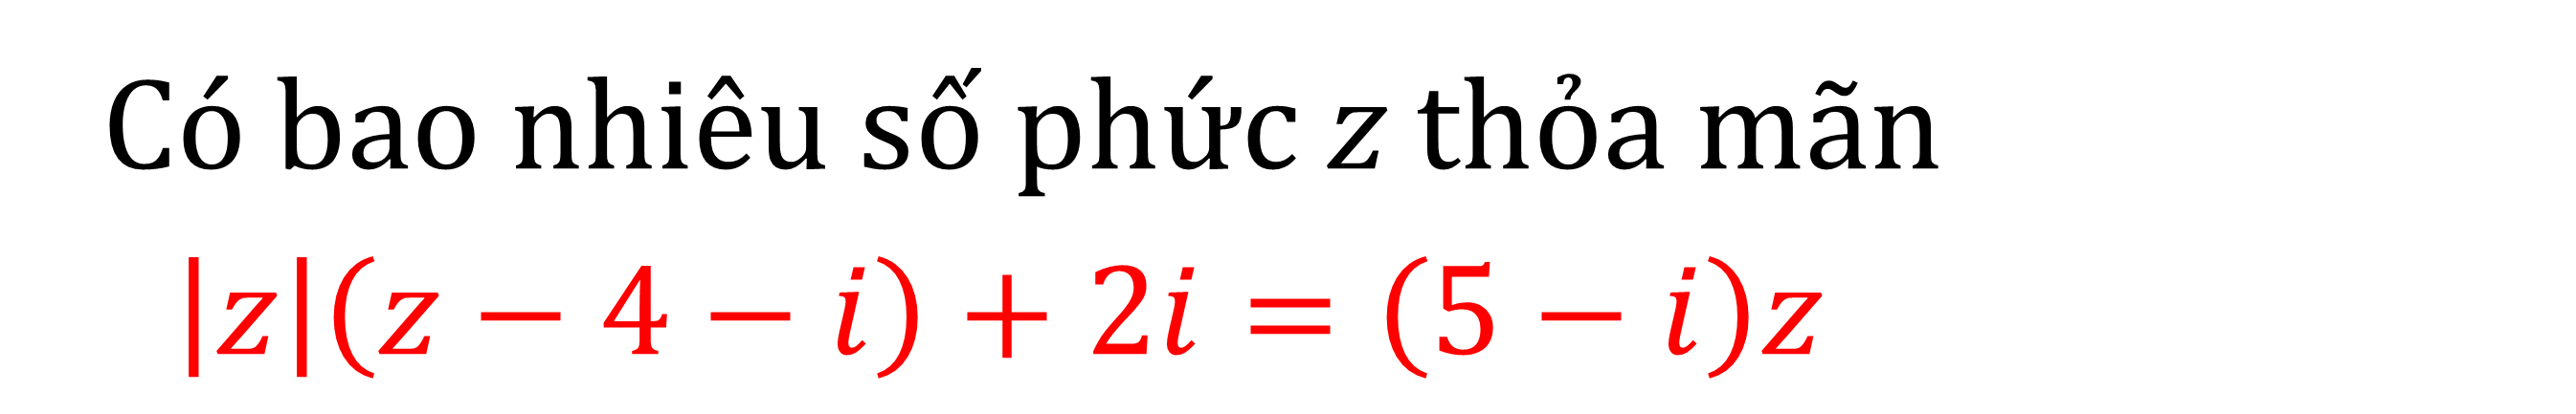 Có bao nhiêu số phức z thỏa mãn
|z|(z − 4 − i) + 2i = (5 − i)z